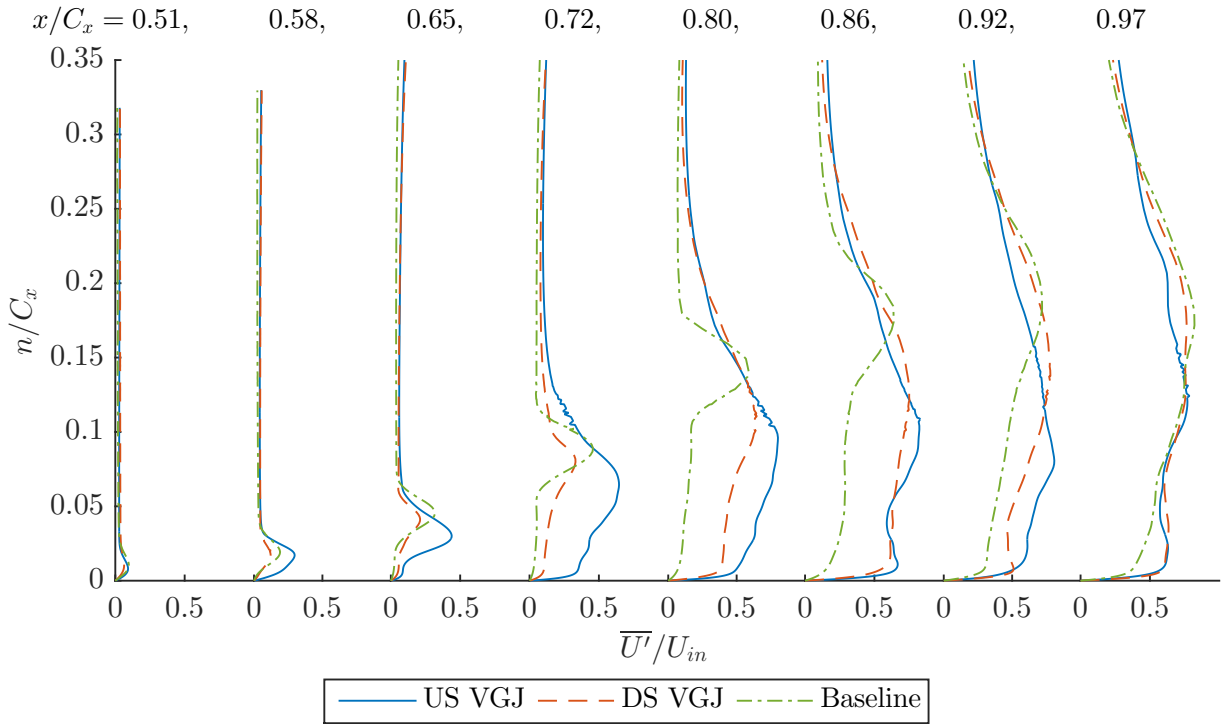 x/Cₓ = 0.51, 0.58, 0.65, 0.72, 0.80, 0.86, 0.92, 0.97
0.35
0.3
0.25
0.2
0.15
0.1
0.05
0
n/Cₓ
0 0.5 0 0.5 0 0.5 0 0.5 0 0.5 0 0.5 0 0.5 0 0.5
U̅'̅/U_{in}
US VGJ DS VGJ Baseline